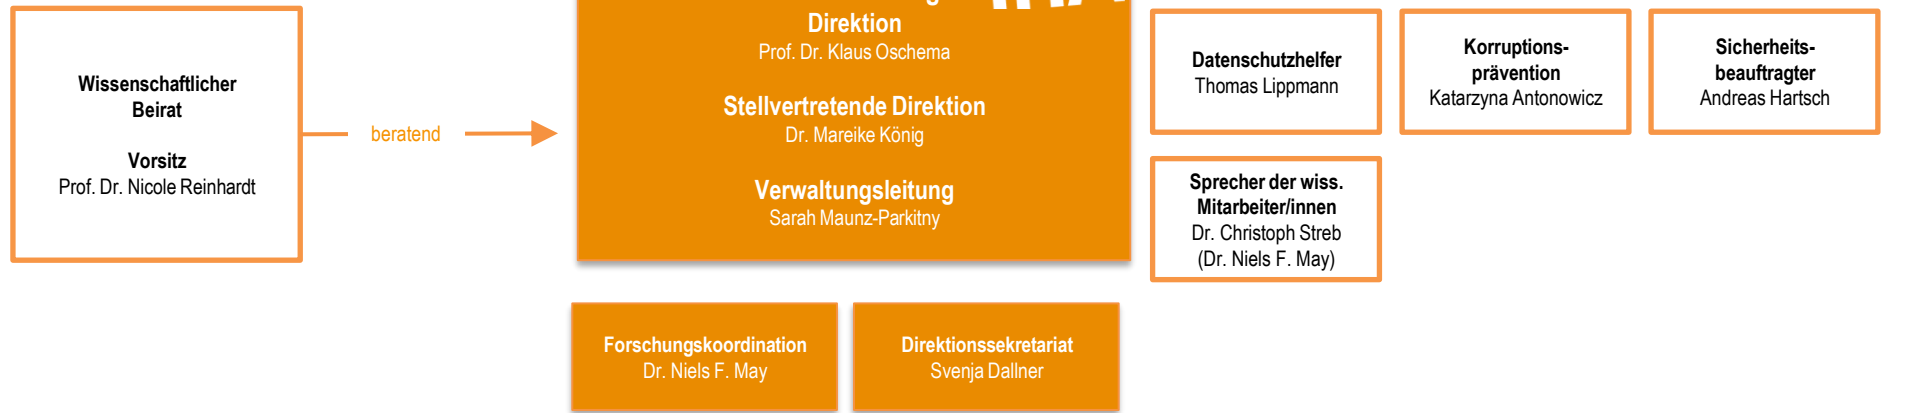 Wissenschaftlicher
Beirat
Vorsitz
Prof. Dr. Nicole Reinhardt
beratend
Direktion
Prof. Dr. Klaus Oschema
Stellvertretende Direktion
Dr. Mareike König
Verwaltungsleitung
Sarah Maunz-Parkitny
Datenschutzhelfer
Thomas Lippmann
Korruptions-
prävention
Katarzyna Antonowicz
Sicherheits-
beauftragter
Andreas Hartsch
Sprecher der wiss.
Mitarbeiter/innen
Dr. Christoph Streb
(Dr. Niels F. May)
Forschungskoordination
Dr. Niels F. May
Direktionssekretariat
Svenja Dallner